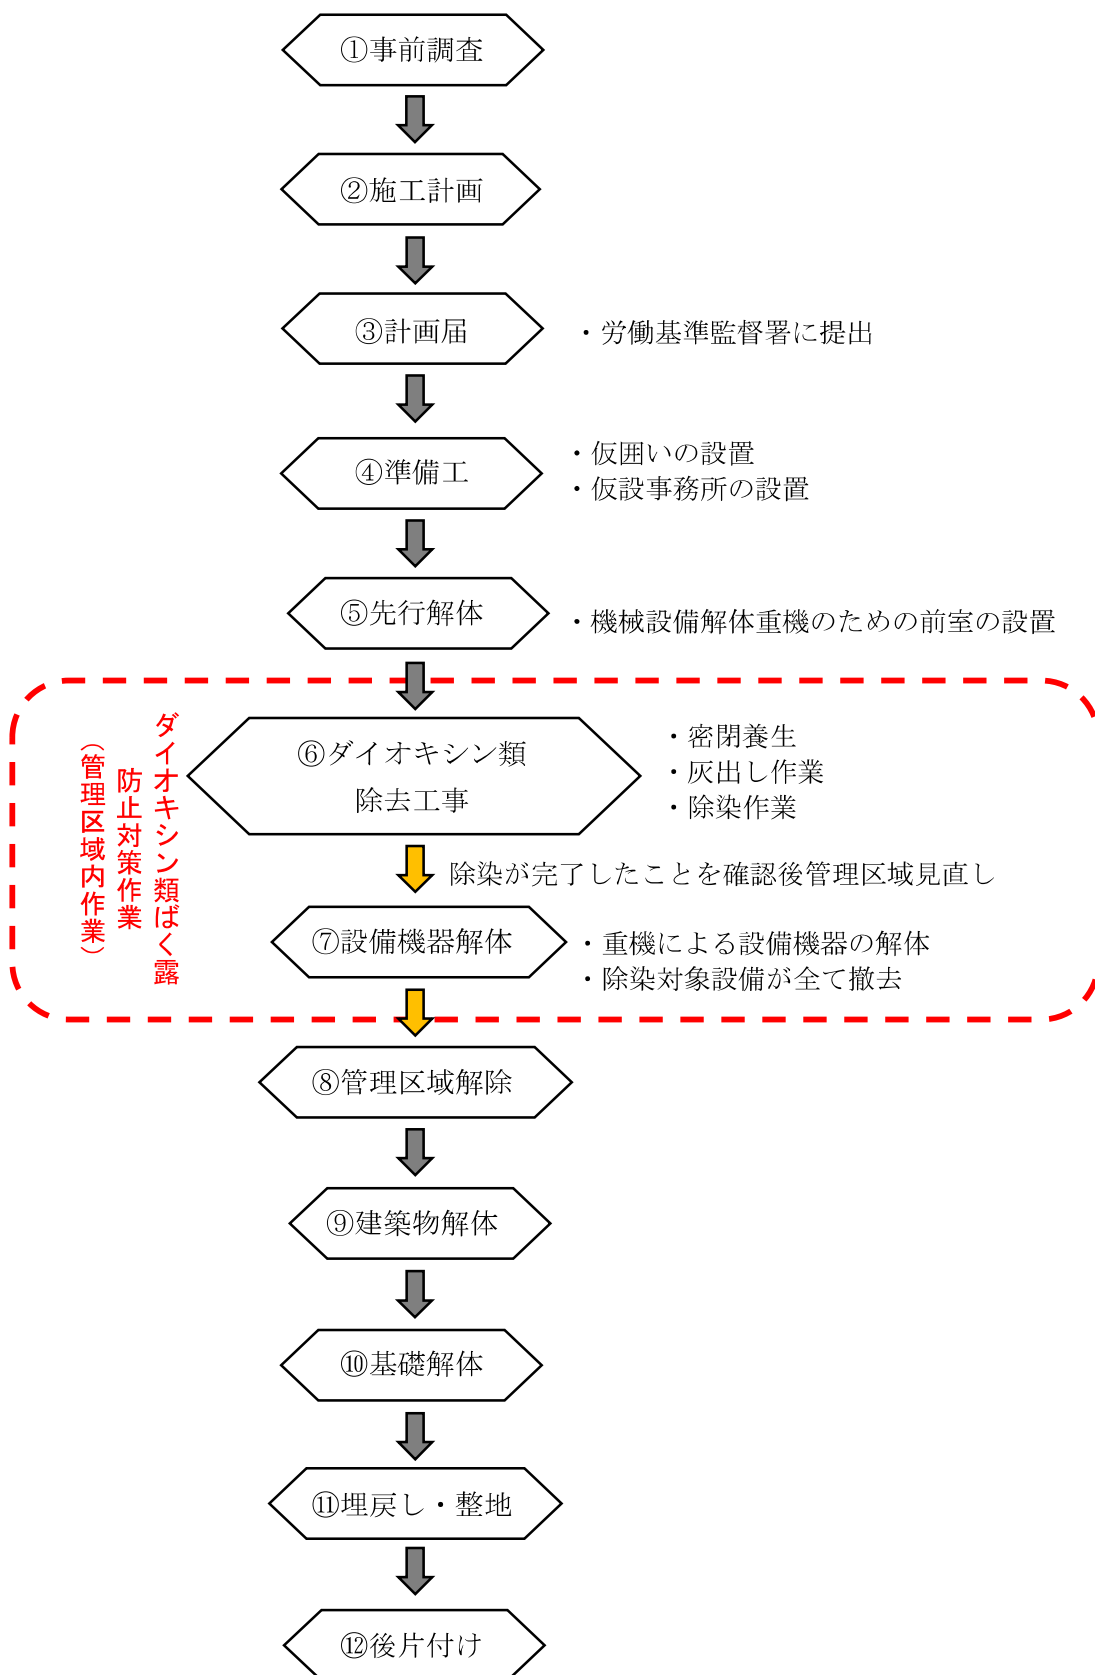 ①事前調査
②施工計画
③計画届
・労働基準監督署に提出
④準備工
・仮囲いの設置
・仮設事務所の設置
⑤先行解体
・機械設備解体重機のための前室の設置
ダイオキシン類ばく露
防止対策作業
（管理区域内作業）
⑥ダイオキシン類
除去工事
・密閉養生
・灰出し作業
・除染作業
除染が完了したことを確認後管理区域見直し
⑦設備機器解体
・重機による設備機器の解体
・除染対象設備が全て撤去
⑧管理区域解除
⑨建築物解体
⑩基礎解体
⑪埋戻し・整地
⑫後片付け